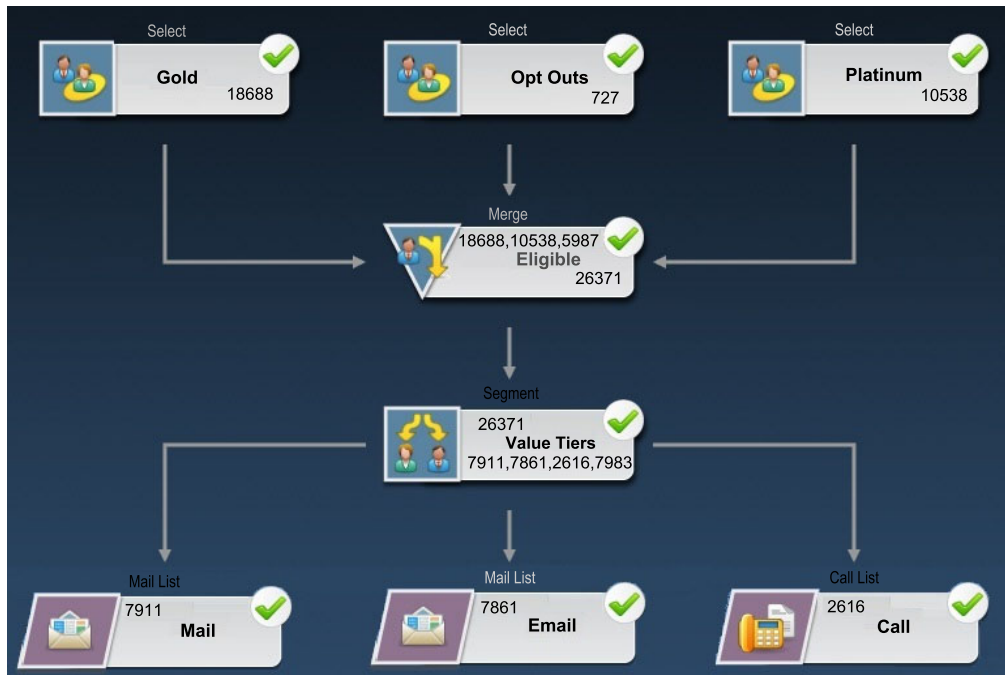 Select
Gold
18688
Select
Opt Outs
727
Select
Platinum
10538
Merge
18688,10538,5987
Eligible
26371
Segment
26371
Value Tiers
7911,7861,2616,7983
Mail List
7911
Mail
Mail List
7861
Email
Call List
2616
Call